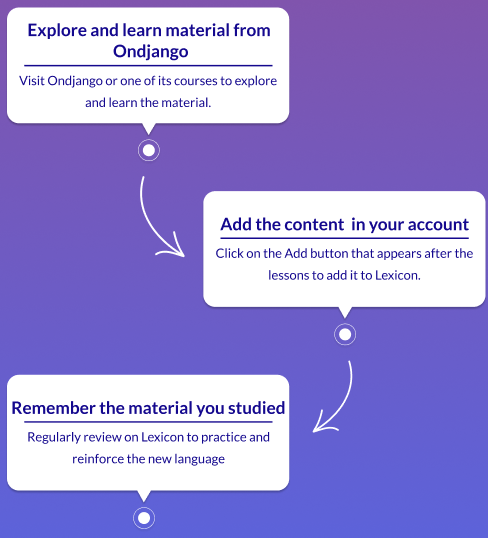 Explore and learn material from
Ondjango
Visit Ondjango or one of its courses to explore
and learn the material.
Add the content in your account
Click on the Add button that appears after the
lessons to add it to Lexicon.
Remember the material you studied
Regularly review on Lexicon to practice and
reinforce the new language